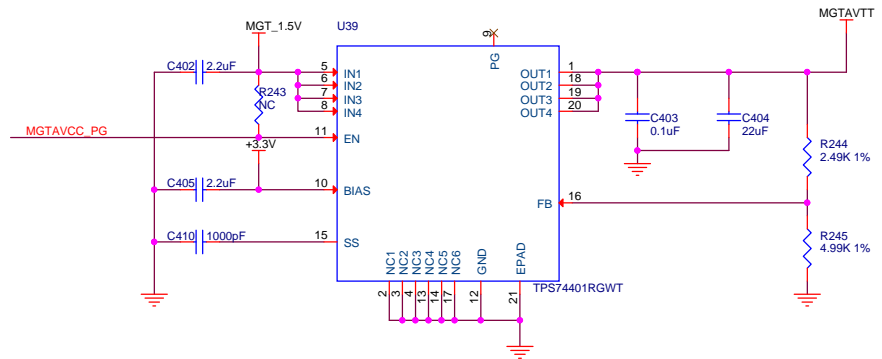 MGTAVTT
MGT_1.5V
U39
C402 2.2uF
R243
NC
MGTAVCC_PG
+3.3V
C405 2.2uF
C410 1000pF
5 IN1
6 IN2
7 IN3
8 IN4
11 EN
10 BIAS
15 SS
9 PG
OUT1 1
OUT2 18
OUT3 19
OUT4 20
FB 16
C403
0.1uF
C404
22uF
R244
2.49K 1%
R245
4.99K 1%
NC1 NC2 NC3 NC4 NC5 NC6 GND EPAD
2 3 4 13 14 17 12 21
TPS74401RGWT